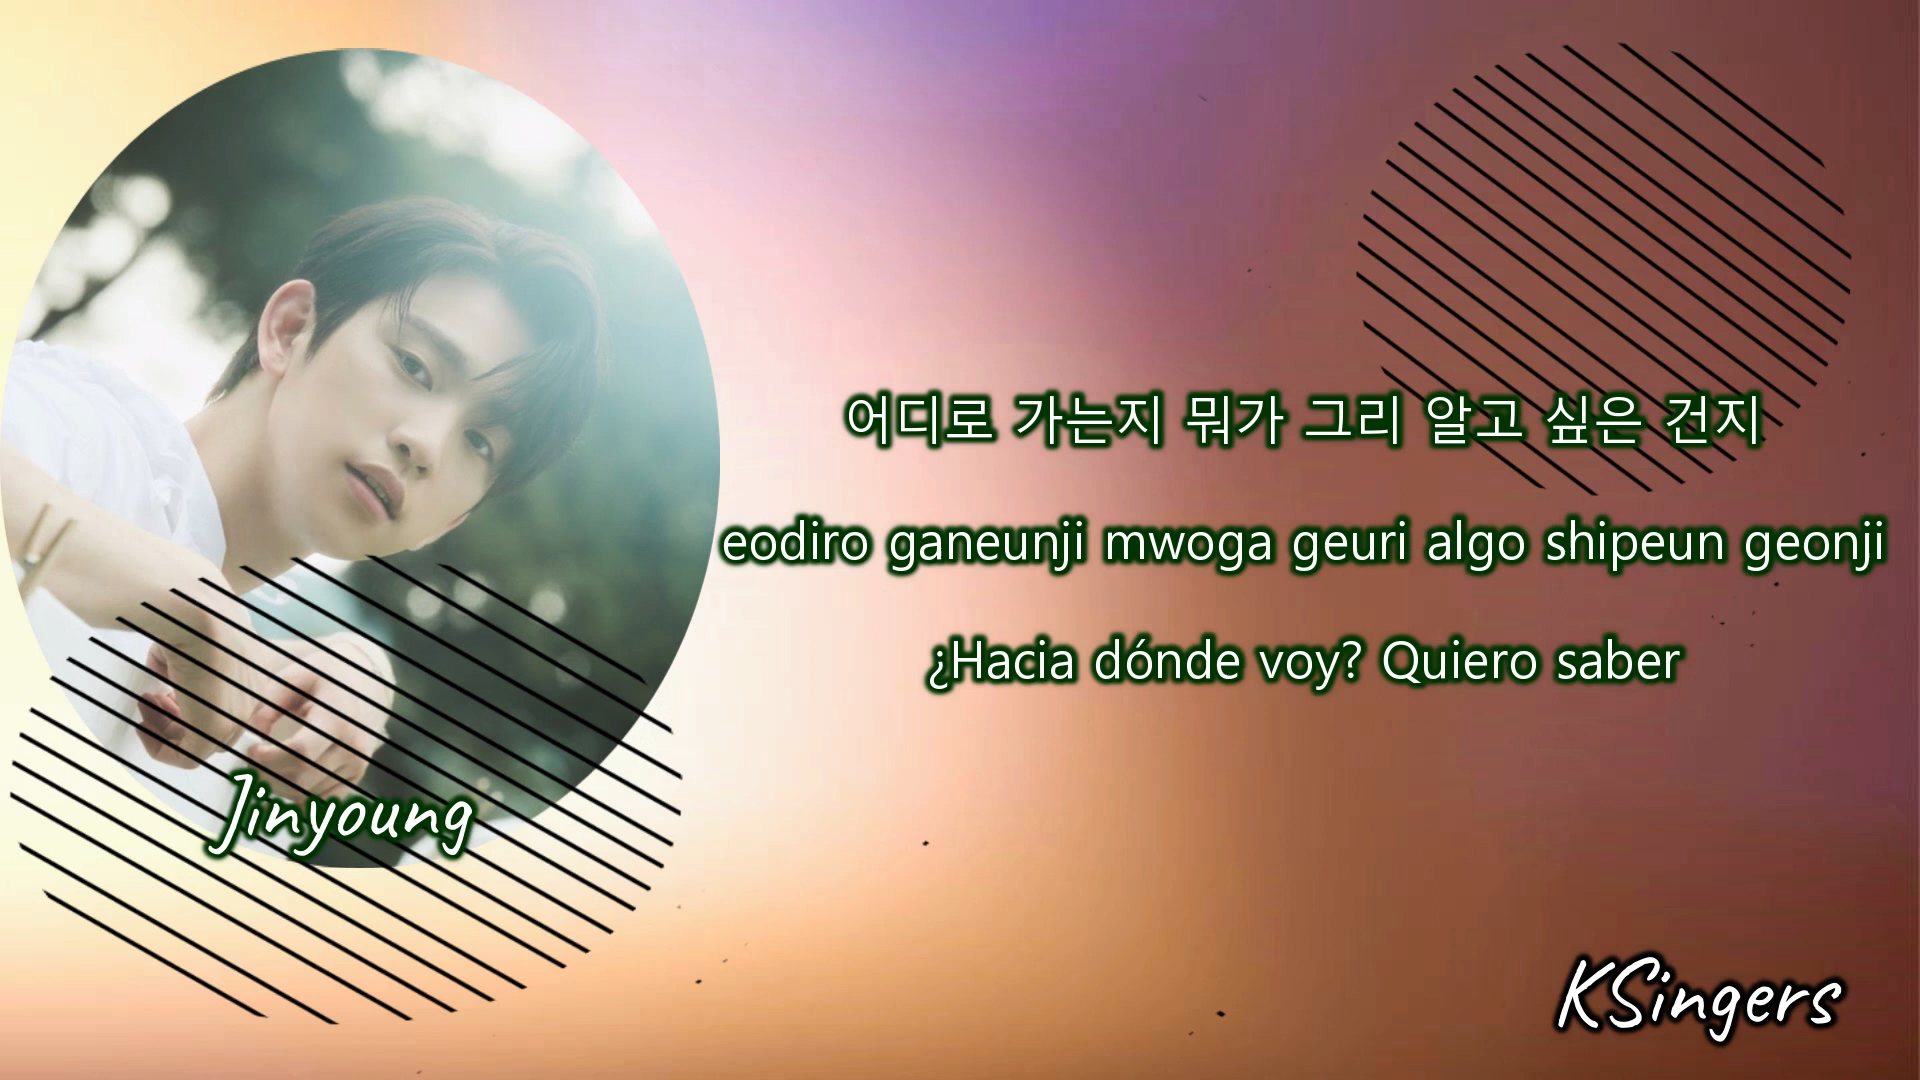 어디로 가는지 뭐가 그리 알고 싶은 건지
eodiro ganeunji mwoga geuri algo shipeun geonji
¿Hacia dónde voy? Quiero saber
Jinyoung
KSingers